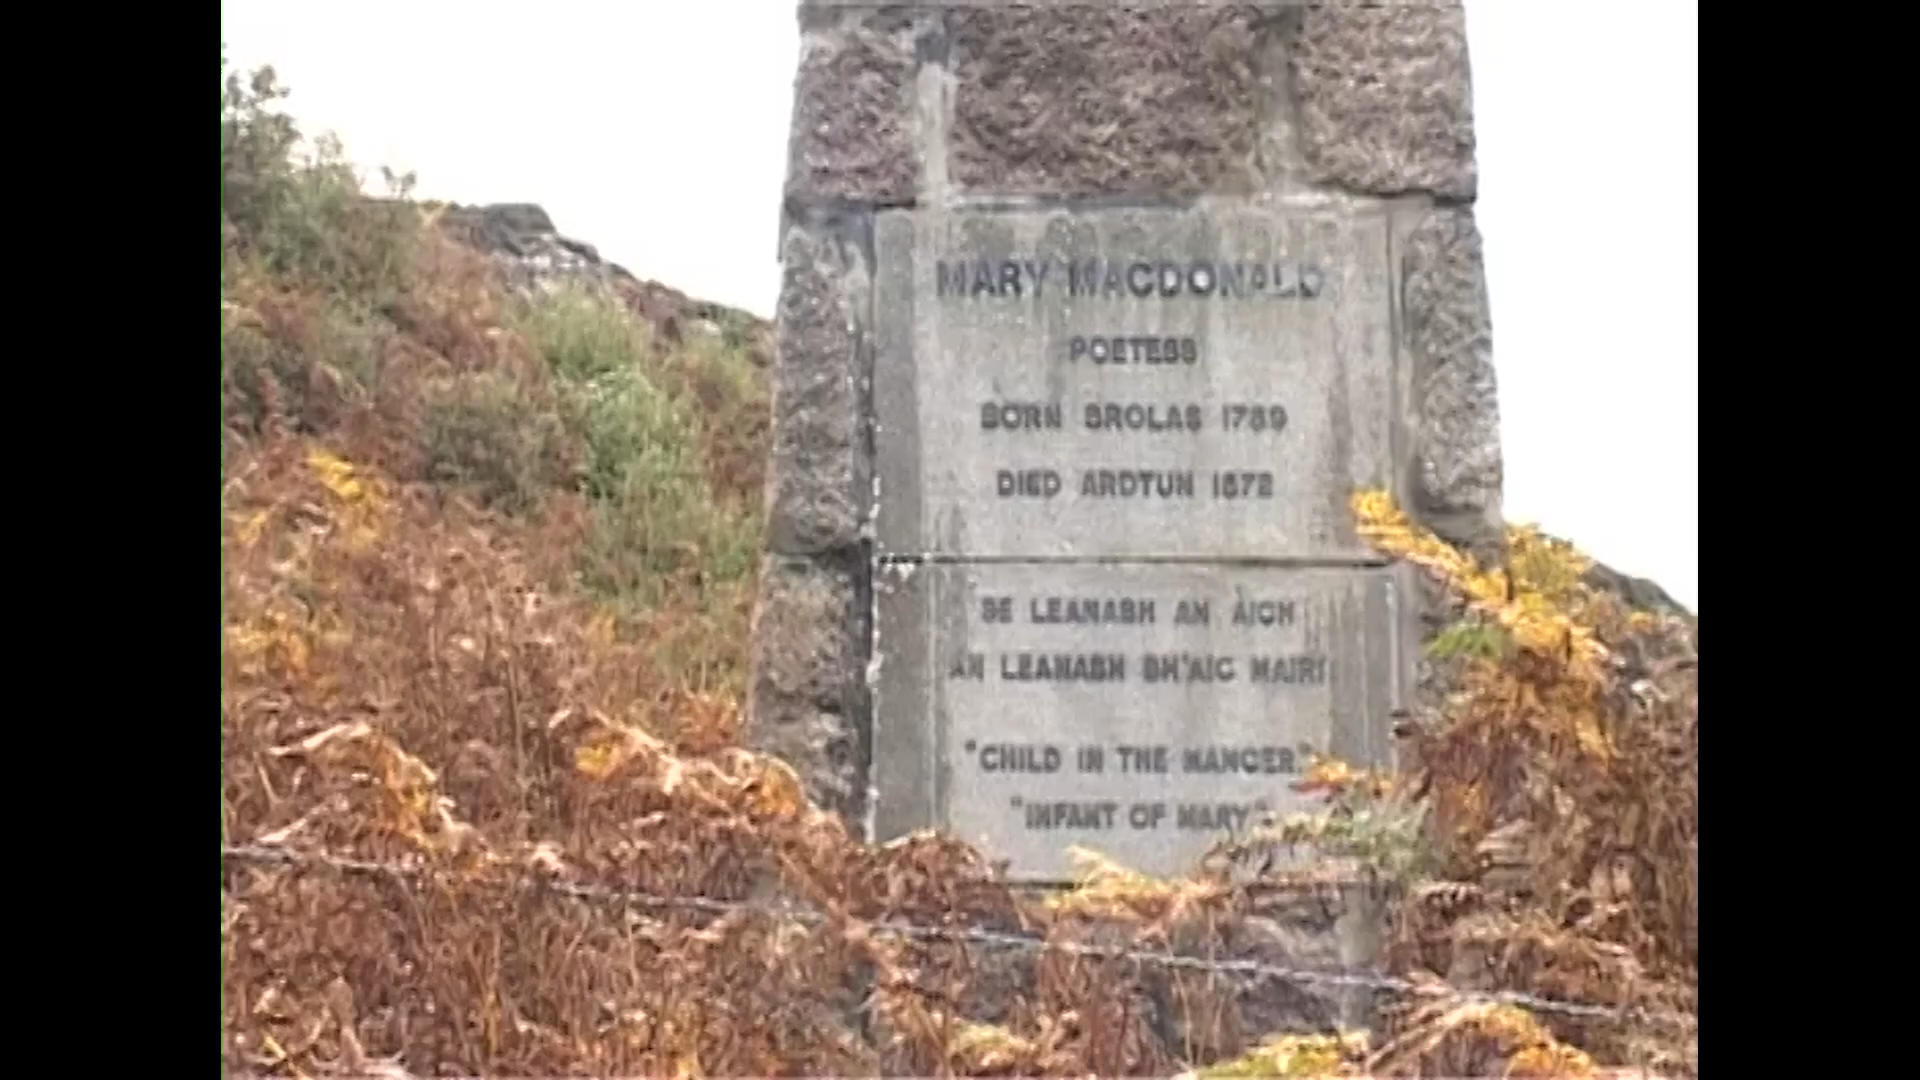 MARY MACDONALD
POETESS
BORN BROLAS 1789
DIED ARDTUN 1872
SE LEANABH AN AIGH
AN LEANABH BH'AIG MAIRI
"CHILD IN THE MANGER"
"INFANT OF MARY"